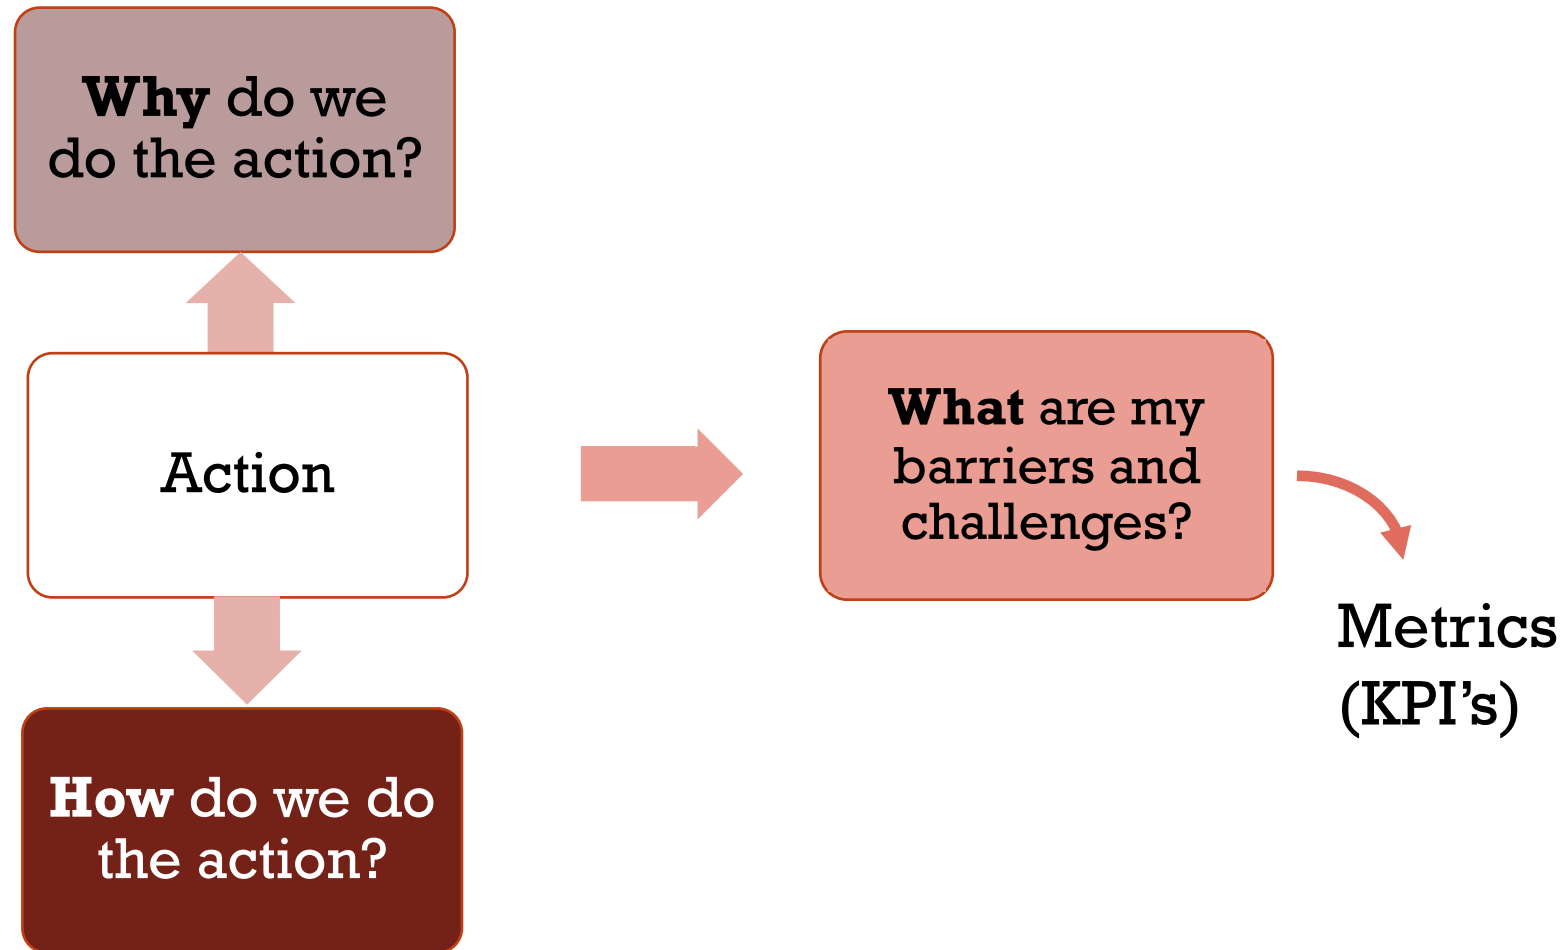 Why do we
do the action?
Action
What are my
barriers and
challenges?
Metrics
(KPI’s)
How do we do
the action?